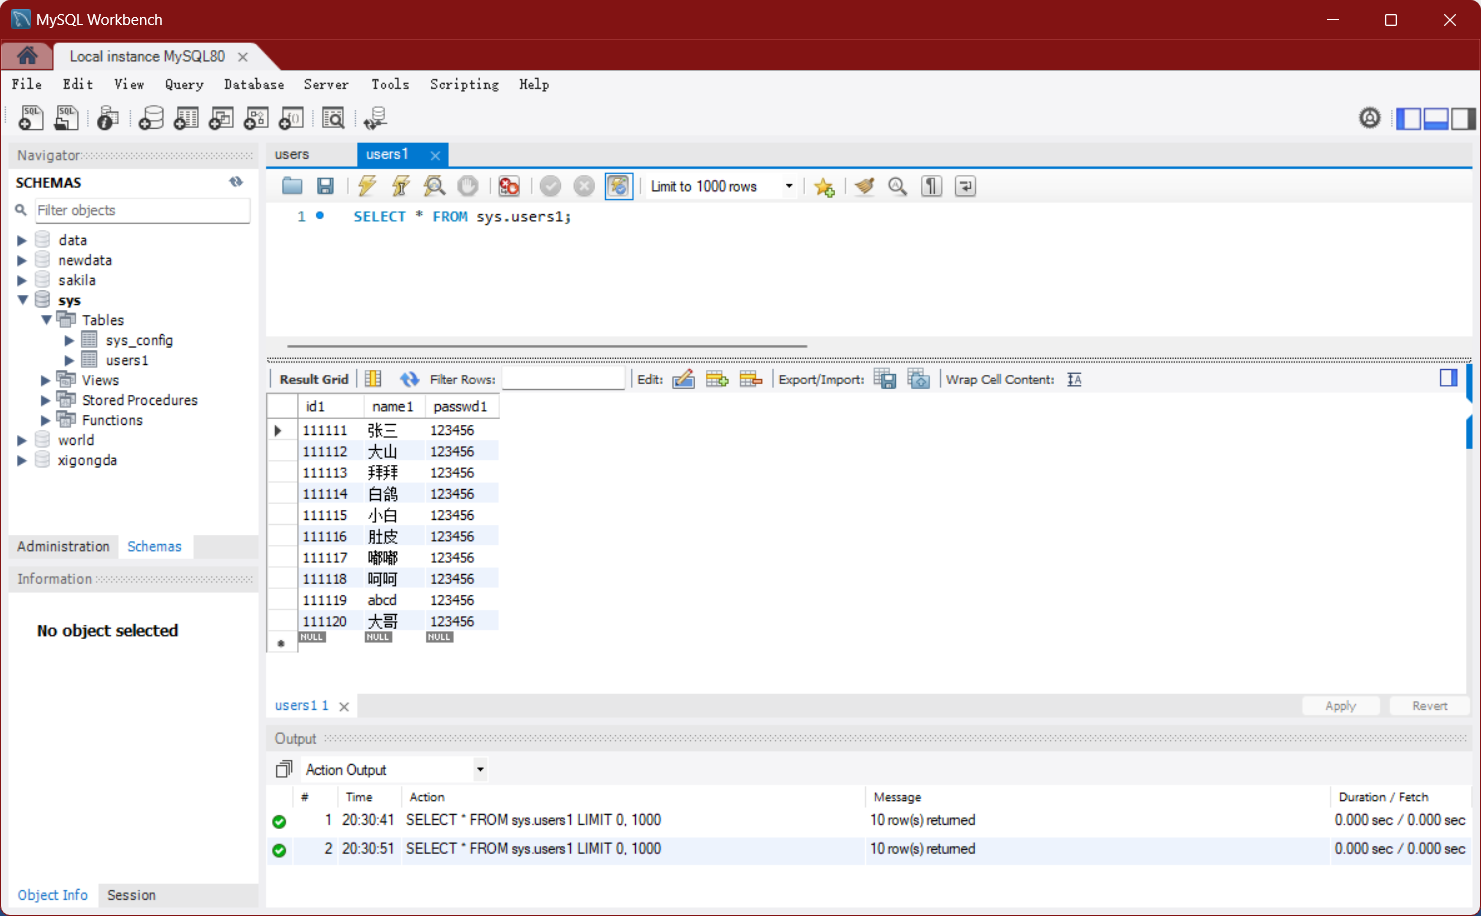 MySQL Workbench
Local instance MySQL80
File Edit View Query Database Server Tools Scripting Help
Navigator
SCHEMAS
Filter objects
data
newdata
sakila
sys
Tables
sys_config
users1
Views
Stored Procedures
Functions
world
xigongda
Administration Schemas
Information
No object selected
Object Info Session
users users1
Limit to 1000 rows
1 SELECT * FROM sys.users1;
Result Grid Filter Rows: Edit: Export/Import: Wrap Cell Content:
id1 name1 passwd1
111111 张三 123456
111112 大山 123456
111113 拜拜 123456
111114 白鸽 123456
111115 小白 123456
111116 肚皮 123456
111117 嘟嘟 123456
111118 呵呵 123456
111119 abcd 123456
111120 大哥 123456
NULL NULL NULL
users1 1
Apply Revert
Output
Action Output
# Time Action Message Duration / Fetch
1 20:30:41 SELECT * FROM sys.users1 LIMIT 0, 1000 10 row(s) returned 0.000 sec / 0.000 sec
2 20:30:51 SELECT * FROM sys.users1 LIMIT 0, 1000 10 row(s) returned 0.000 sec / 0.000 sec